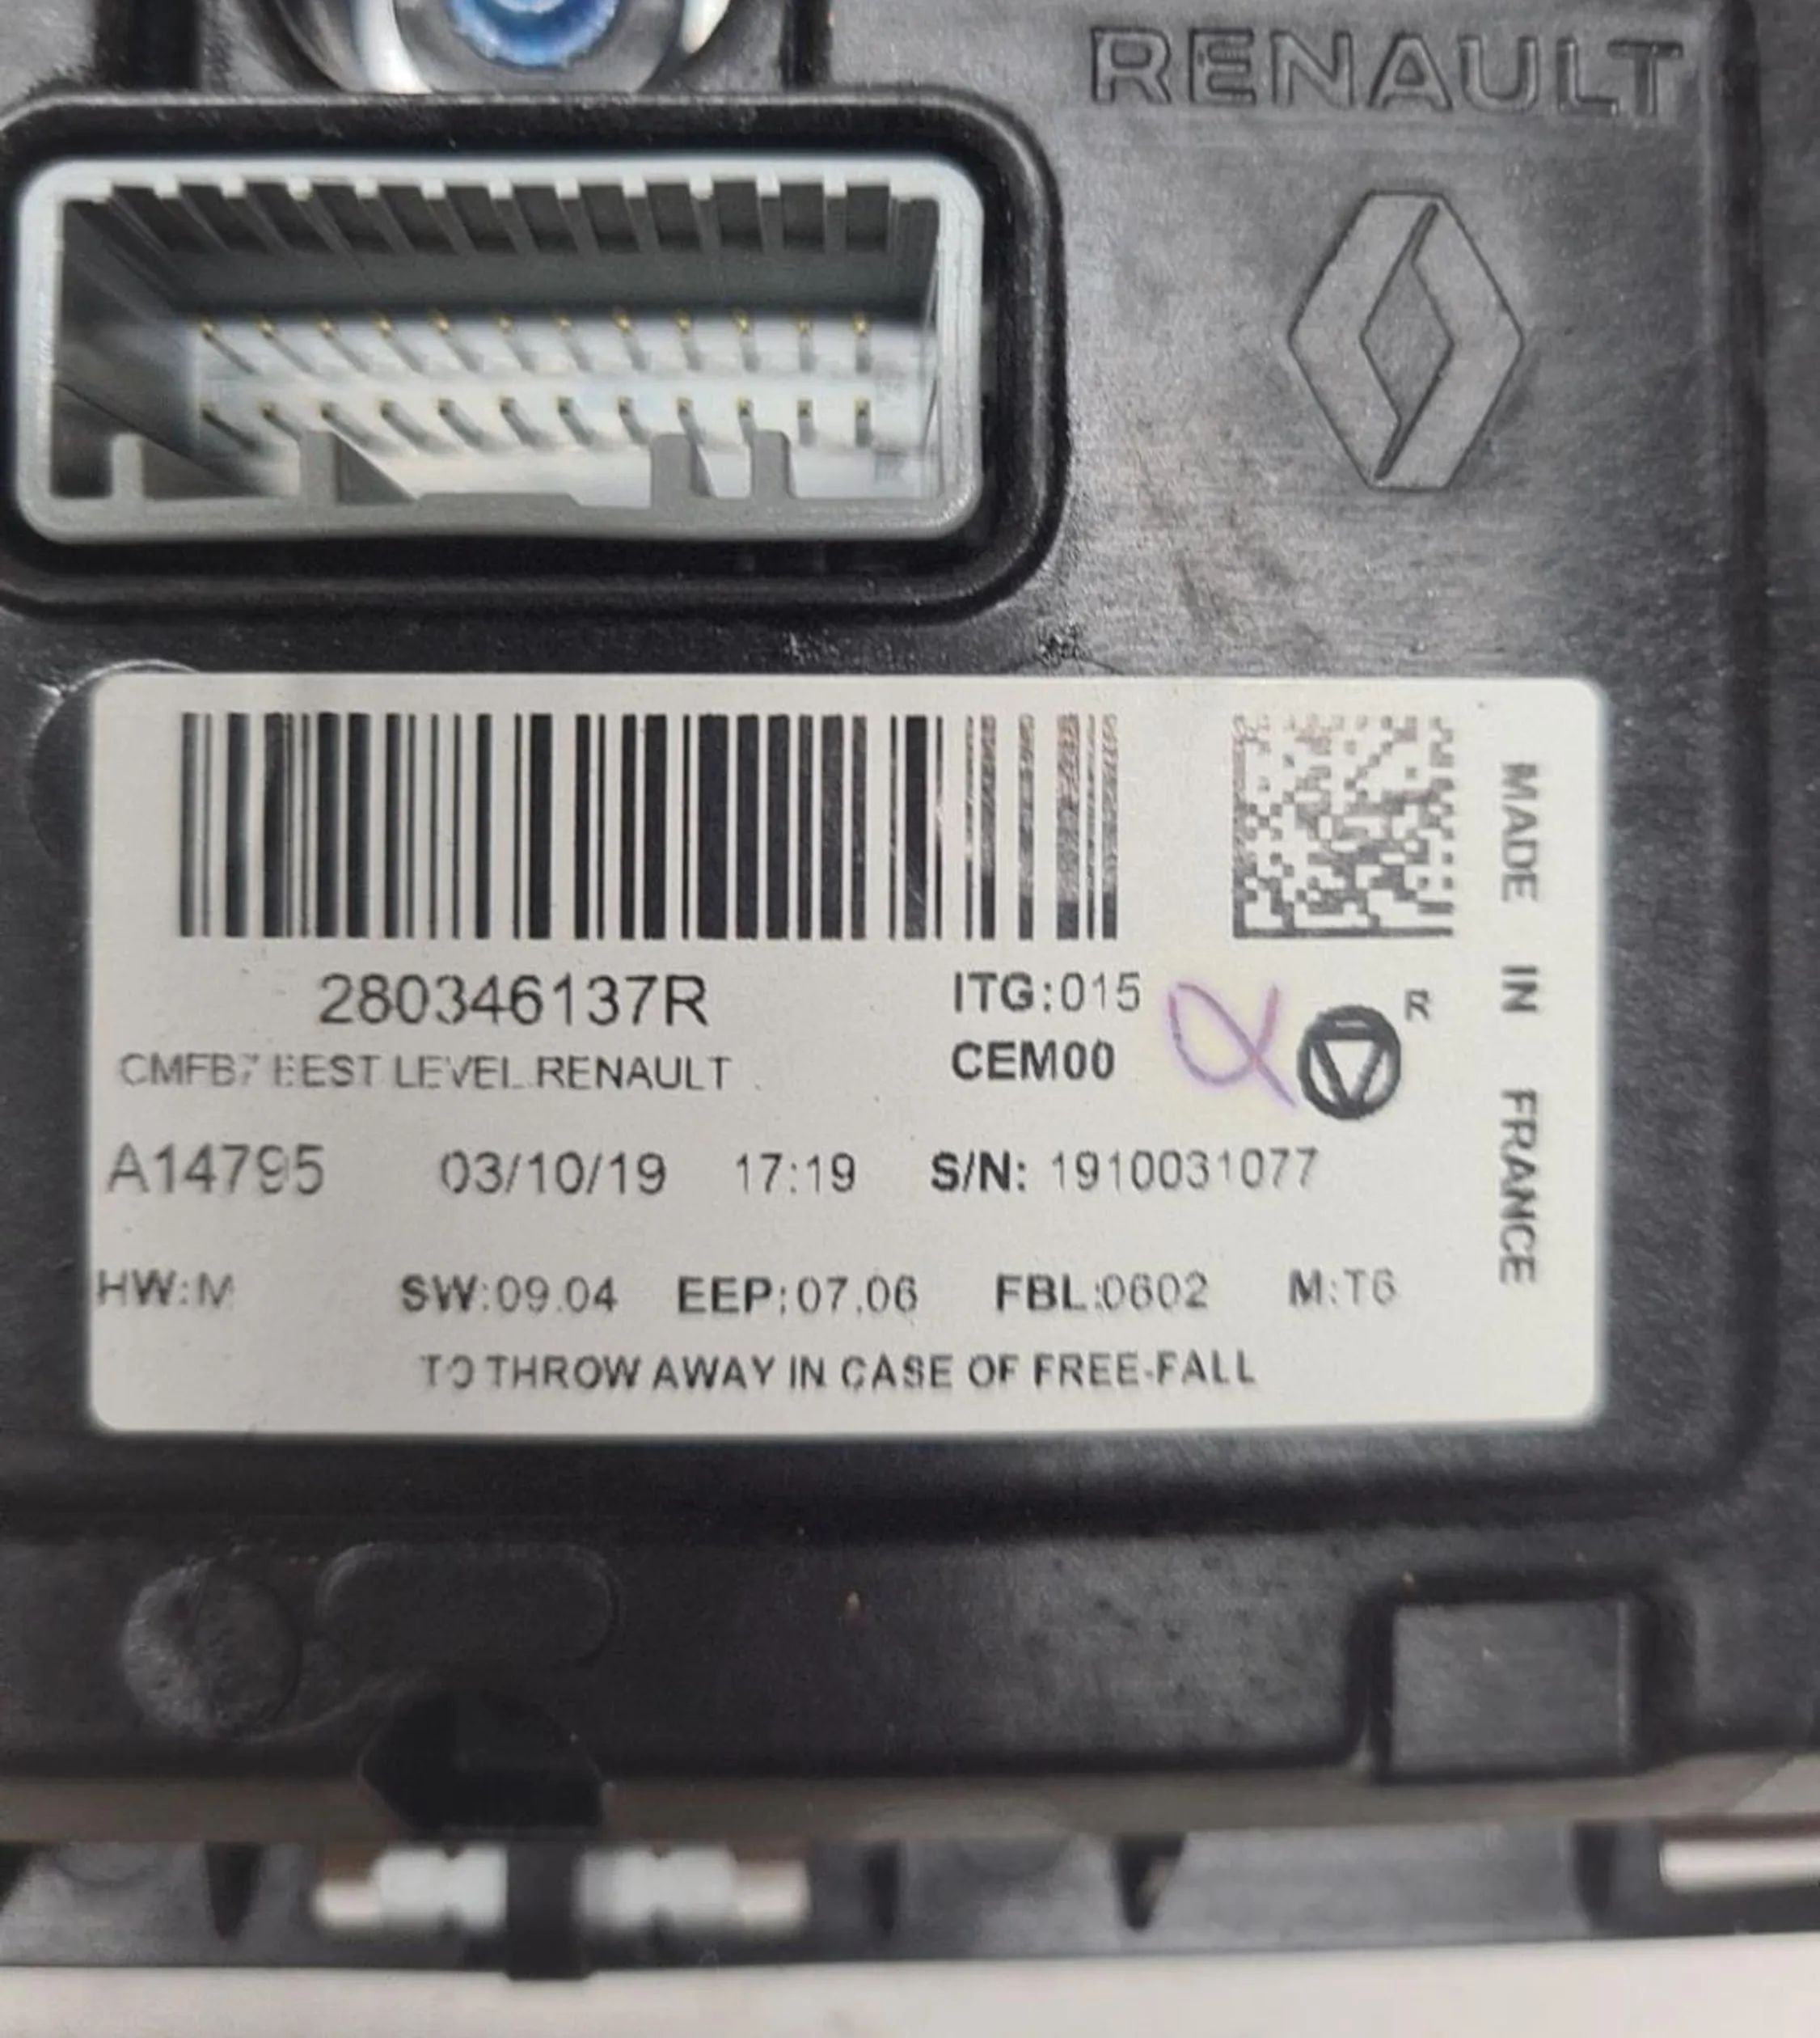 RENAULT
280346137R
ITG:015
CEM00
R
CMFB7 BEST LEVEL RENAULT
A14795 03/10/19 17:19 S/N: 1910031077
HW:M SW:09.04 EEP:07.06 FBL:0602 M:T6
TO THROW AWAY IN CASE OF FREE-FALL
MADE IN FRANCE